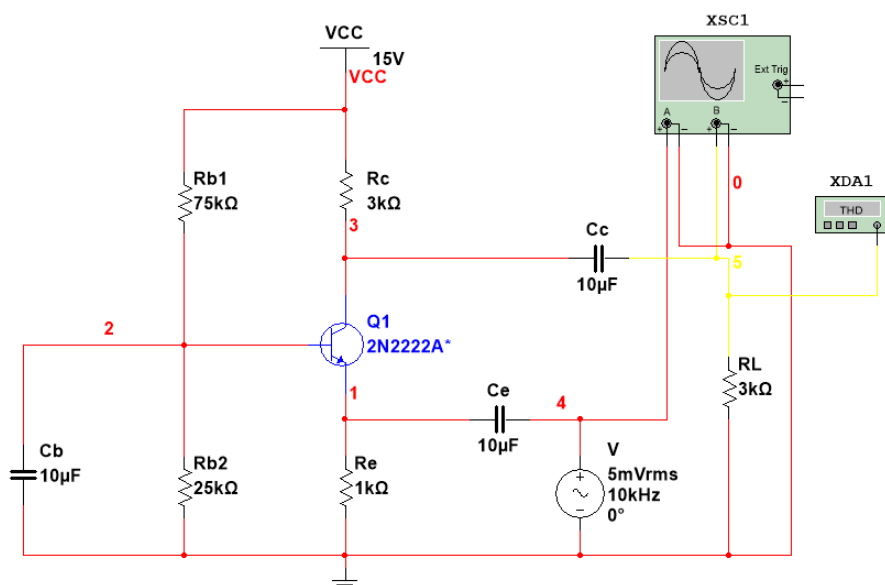 XSC1
VCC
15V
VCC
Ext Trig
+
−
A
B
+ − + −
0
XDA1
THD
Rb1
75kΩ
Rc
3kΩ
3
Cc
10µF
5
2
Q1
2N2222A*
RL
3kΩ
1
Ce
10µF
4
Cb
10µF
Rb2
25kΩ
Re
1kΩ
V
5mVrms
10kHz
0°
+
−